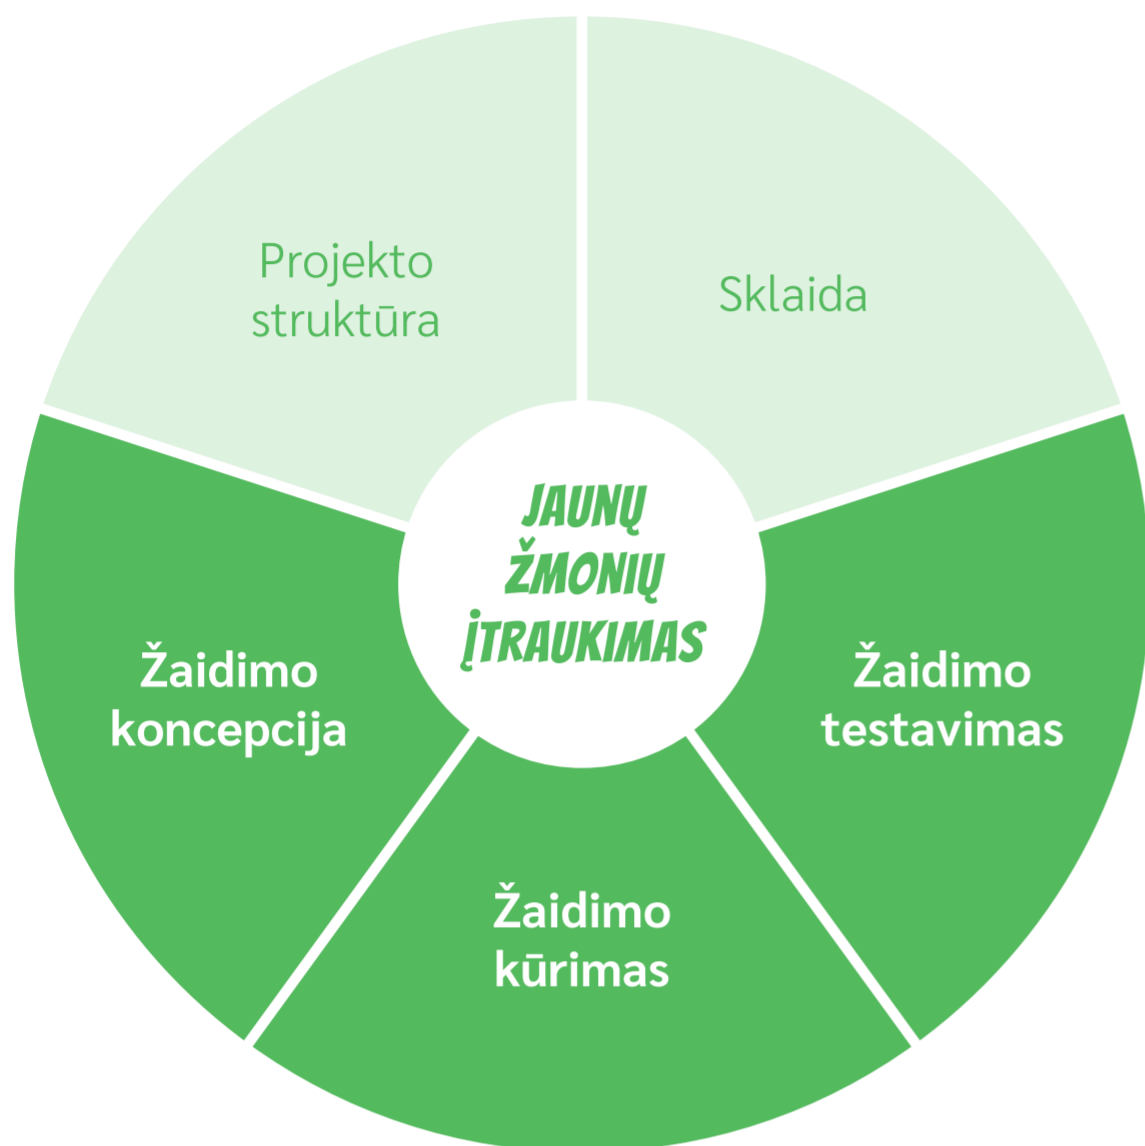 Projekto
struktūra
Sklaida
JAUNŲ
ŽMONIŲ
ĮTRAUKIMAS
Žaidimo
koncepcija
Žaidimo
testavimas
Žaidimo
kūrimas